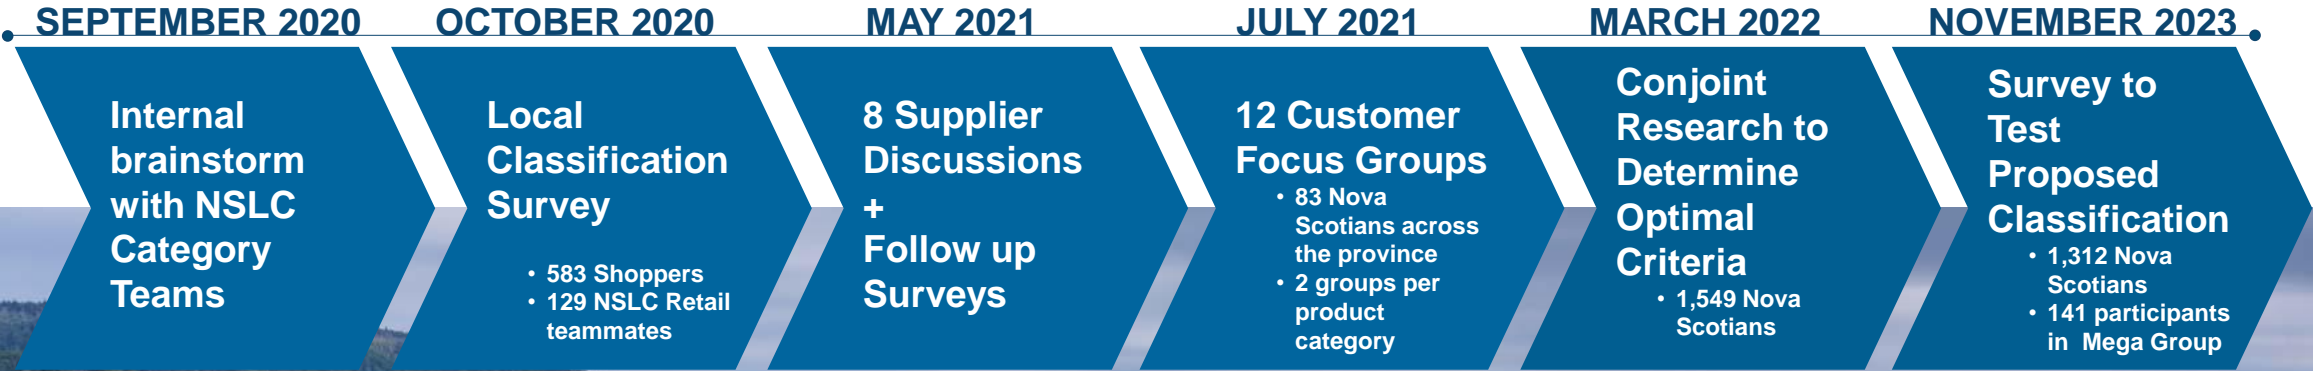 SEPTEMBER 2020
Internal
brainstorm
with NSLC
Category
Teams
OCTOBER 2020
Local
Classification
Survey
• 583 Shoppers
• 129 NSLC Retail
teammates
MAY 2021
8 Supplier
Discussions
+
Follow up
Surveys
JULY 2021
12 Customer
Focus Groups
• 83 Nova
Scotians across
the province
• 2 groups per
product
category
MARCH 2022
Conjoint
Research to
Determine
Optimal
Criteria
• 1,549 Nova
Scotians
NOVEMBER 2023
Survey to
Test
Proposed
Classification
• 1,312 Nova
Scotians
• 141 participants
in Mega Group